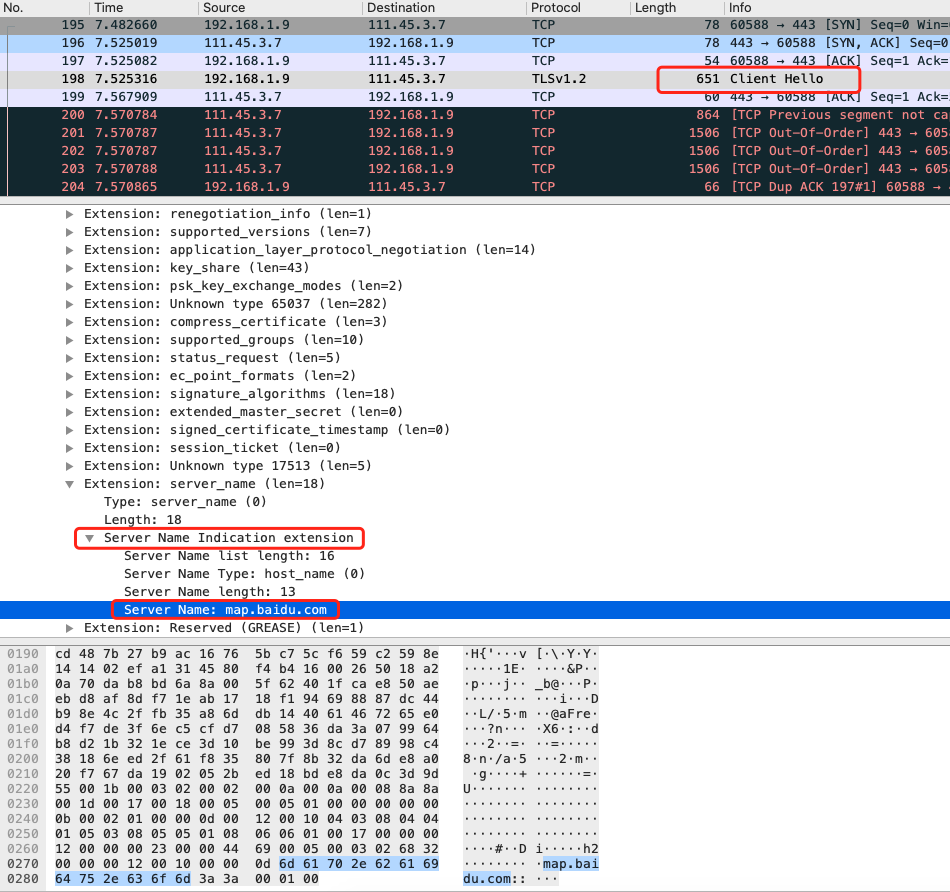 No. Time Source Destination Protocol Length Info
195 7.482660 192.168.1.9 111.45.3.7 TCP 78 60588 → 443 [SYN] Seq=0 Win=
196 7.525019 111.45.3.7 192.168.1.9 TCP 78 443 → 60588 [SYN, ACK] Seq=0
197 7.525082 192.168.1.9 111.45.3.7 TCP 54 60588 → 443 [ACK] Seq=1 Ack=
198 7.525316 192.168.1.9 111.45.3.7 TLSv1.2 651 Client Hello
199 7.567909 111.45.3.7 192.168.1.9 TCP 60 443 → 60588 [ACK] Seq=1 Ack=
200 7.570784 111.45.3.7 192.168.1.9 TCP 864 [TCP Previous segment not ca
201 7.570787 111.45.3.7 192.168.1.9 TCP 1506 [TCP Out-Of-Order] 443 → 605
202 7.570787 111.45.3.7 192.168.1.9 TCP 1506 [TCP Out-Of-Order] 443 → 605
203 7.570788 111.45.3.7 192.168.1.9 TCP 1506 [TCP Out-Of-Order] 443 → 605
204 7.570865 192.168.1.9 111.45.3.7 TCP 66 [TCP Dup ACK 197#1] 60588 →
Extension: renegotiation_info (len=1)
Extension: supported_versions (len=7)
Extension: application_layer_protocol_negotiation (len=14)
Extension: key_share (len=43)
Extension: psk_key_exchange_modes (len=2)
Extension: Unknown type 65037 (len=282)
Extension: compress_certificate (len=3)
Extension: supported_groups (len=10)
Extension: status_request (len=5)
Extension: ec_point_formats (len=2)
Extension: signature_algorithms (len=18)
Extension: extended_master_secret (len=0)
Extension: signed_certificate_timestamp (len=0)
Extension: session_ticket (len=0)
Extension: Unknown type 17513 (len=5)
Extension: server_name (len=18)
Type: server_name (0)
Length: 18
Server Name Indication extension
Server Name list length: 16
Server Name Type: host_name (0)
Server Name length: 13
Server Name: map.baidu.com
Extension: Reserved (GREASE) (len=1)
0190 cd 48 7b 27 b9 ac 16 76 5b c7 5c f6 59 c2 59 8e ·H{'···v [·\·Y·Y·
01a0 14 14 02 ef a1 31 45 80 f4 b4 16 00 26 50 18 a2 ·····1E· ····&P··
01b0 0a 70 da b8 bd 6a 8a 00 5f 62 40 1f ca e8 50 ae ·p···j·· _b@···P·
01c0 eb d8 af 8d f7 1e ab 17 18 f1 94 69 88 87 dc 44 ········ ···i···D
01d0 b9 8e 4c 2f fb 35 a8 6d db 14 40 61 46 72 65 e0 ··L/·5·m ··@aFre·
01e0 d4 f7 de 3f 6e c5 cf d7 08 58 36 da 3a 07 99 64 ···?n··· ·X6·:··d
01f0 b8 d2 1b 32 1e ce 3d 10 be 99 3d 8c d7 89 98 c4 ···2··=· ··=·····
0200 38 18 6e ed 2f 61 f8 35 80 7f 8b 32 da 6d e8 a0 8·n·/a·5 ···2·m··
0210 20 f7 67 da 19 02 05 2b ed 18 bd e8 da 0c 3d 9d  ·g····+ ······=·
0220 55 00 1b 00 03 02 00 02 00 0a 00 0a 00 08 8a 8a U······· ········
0230 00 1d 00 17 00 18 00 05 00 05 01 00 00 00 00 00 ········ ········
0240 0b 00 02 01 00 00 0d 00 12 00 10 04 03 08 04 04 ········ ········
0250 01 05 03 08 05 05 01 08 06 06 01 00 17 00 00 00 ········ ········
0260 12 00 00 00 23 00 00 44 69 00 05 00 03 02 68 32 ····#··D i·····h2
0270 00 00 00 12 00 10 00 00 0d 6d 61 70 2e 62 61 69 ········ ·map.bai
0280 64 75 2e 63 6f 6d 3a 3a 00 01 00 du.com:: ···